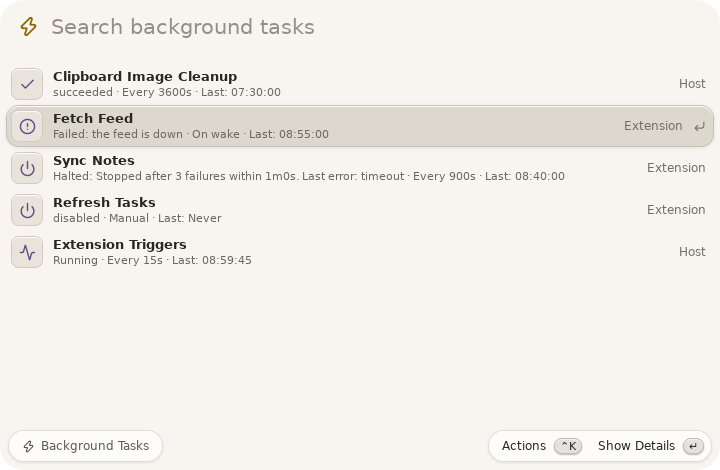 Search background tasks
Clipboard Image Cleanup
succeeded · Every 3600s · Last: 07:30:00
Host
Fetch Feed
Failed: the feed is down · On wake · Last: 08:55:00
Extension ↵
Sync Notes
Halted: Stopped after 3 failures within 1m0s. Last error: timeout · Every 900s · Last: 08:40:00
Extension
Refresh Tasks
disabled · Manual · Last: Never
Extension
Extension Triggers
Running · Every 15s · Last: 08:59:45
Host
Background Tasks
Actions ⌃K Show Details ↵